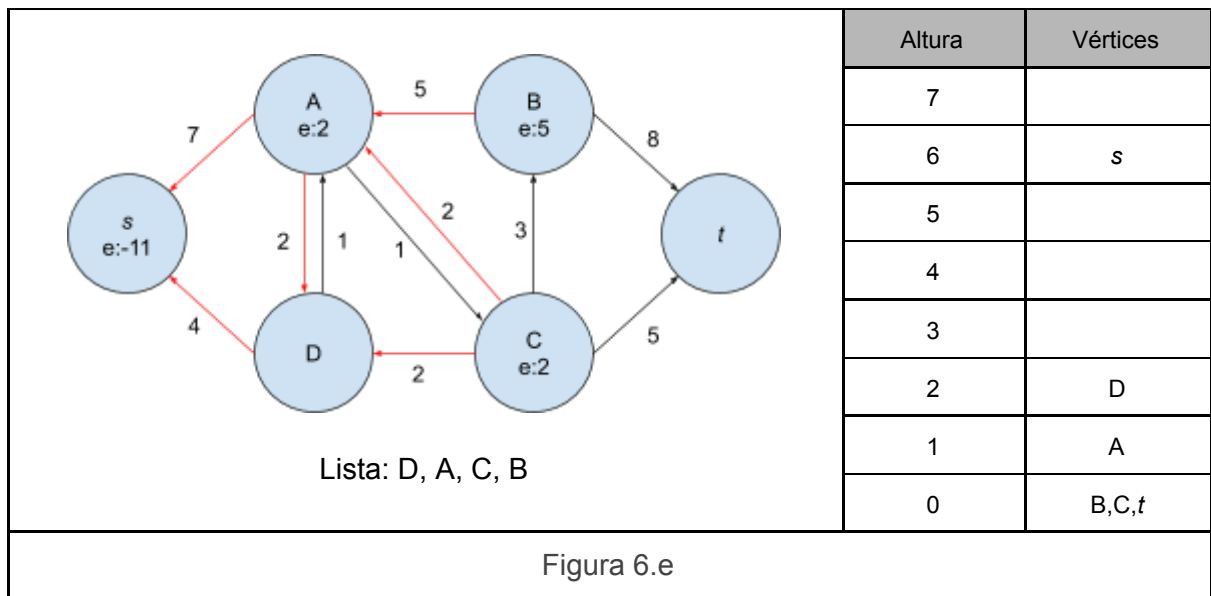 Altura Vértices
7
6 s
5
4
3
2 D
1 A
0 B,C,t
A
e:2
B
e:5
s
e:-11
t
D
C
e:2
7
5
8
2
1
1
2
3
4
2
5
Lista: D, A, C, B
Figura 6.e